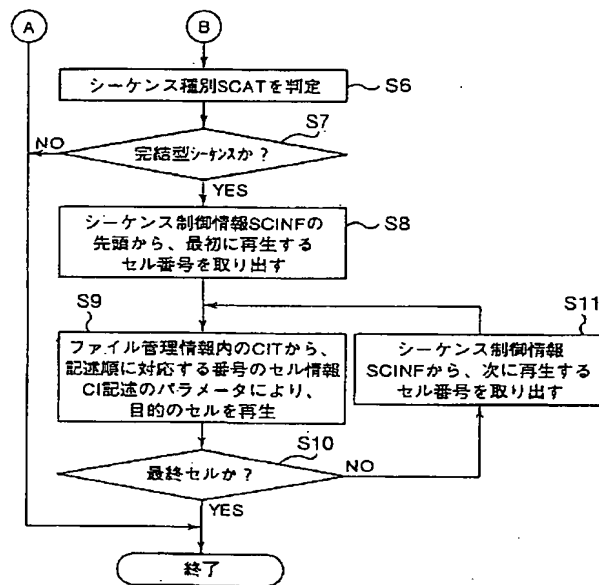 A
B
シーケンス種別SCATを判定
S6
S7
NO
完結型シーケンスか？
YES
シーケンス制御情報SCINFの
先頭から、最初に再生する
セル番号を取り出す
S8
S9
S11
ファイル管理情報内のCITから、
記述順に対応する番号のセル情報
CI記述のパラメータにより、
目的のセルを再生
シーケンス制御情報
SCINFから、次に再生する
セル番号を取り出す
S10
最終セルか？
NO
YES
終了